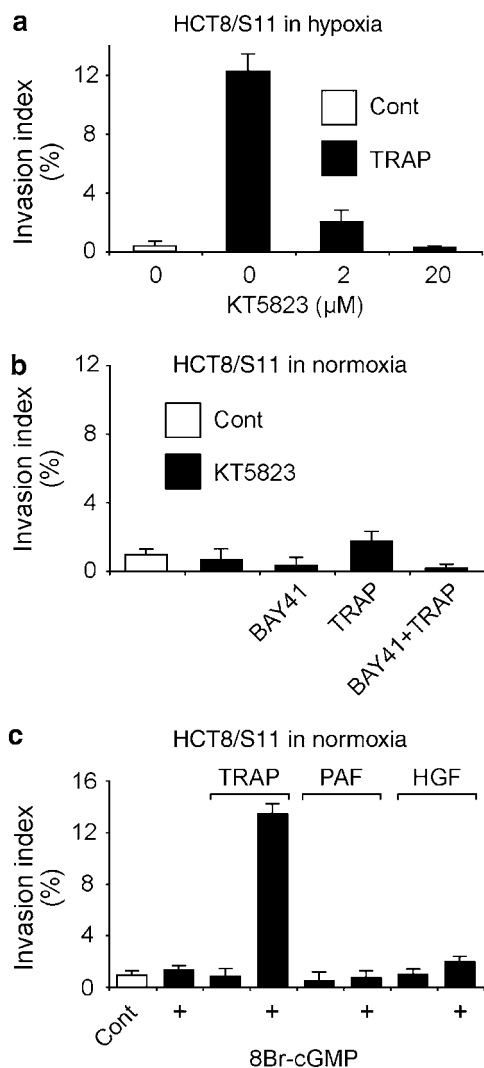 a
HCT8/S11 in hypoxia
Invasion index
(%)
12
8
4
0
Cont
TRAP
0 0 2 20
KT5823 (µM)
b
HCT8/S11 in normoxia
Invasion index
(%)
12
8
4
0
Cont
KT5823
BAY41
TRAP
BAY41+TRAP
c
HCT8/S11 in normoxia
Invasion index
(%)
16
12
8
4
0
TRAP PAF HGF
Cont + + + +
8Br-cGMP